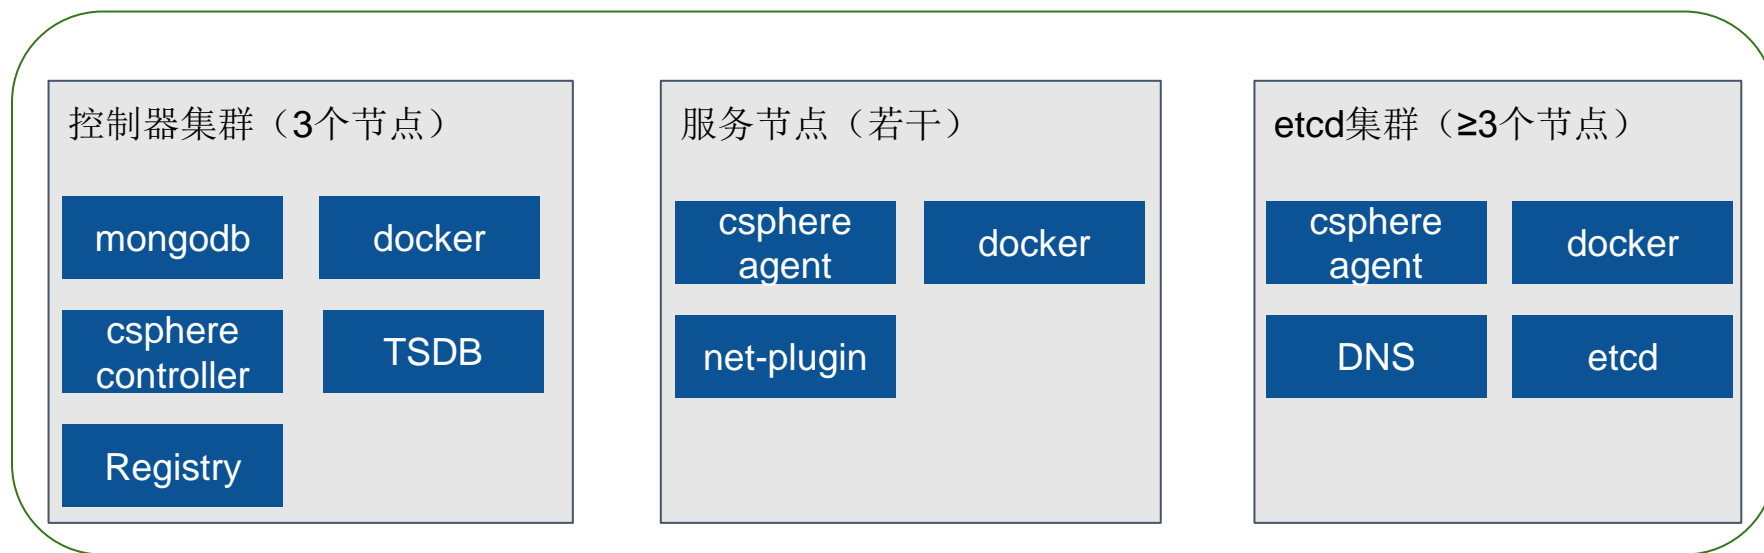 控制器集群（3个节点）
mongodb
docker
csphere
controller
TSDB
Registry
服务节点（若干）
csphere
agent
docker
net-plugin
etcd集群（≥3个节点）
csphere
agent
docker
DNS
etcd